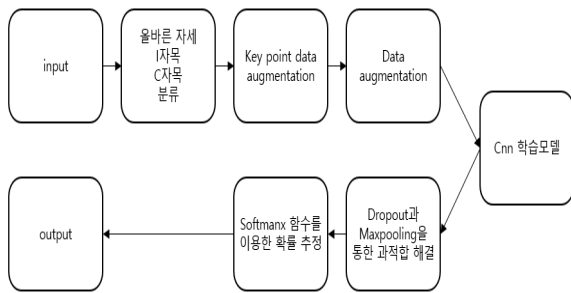 input
올바른 자세
I자목
C자목
분류
Key point data
augmentation
Data
augmentation
Cnn 학습모델
Dropout과
Maxpooling을
통한 과적합 해결
Softmanx 함수를
이용한 확률 추정
output